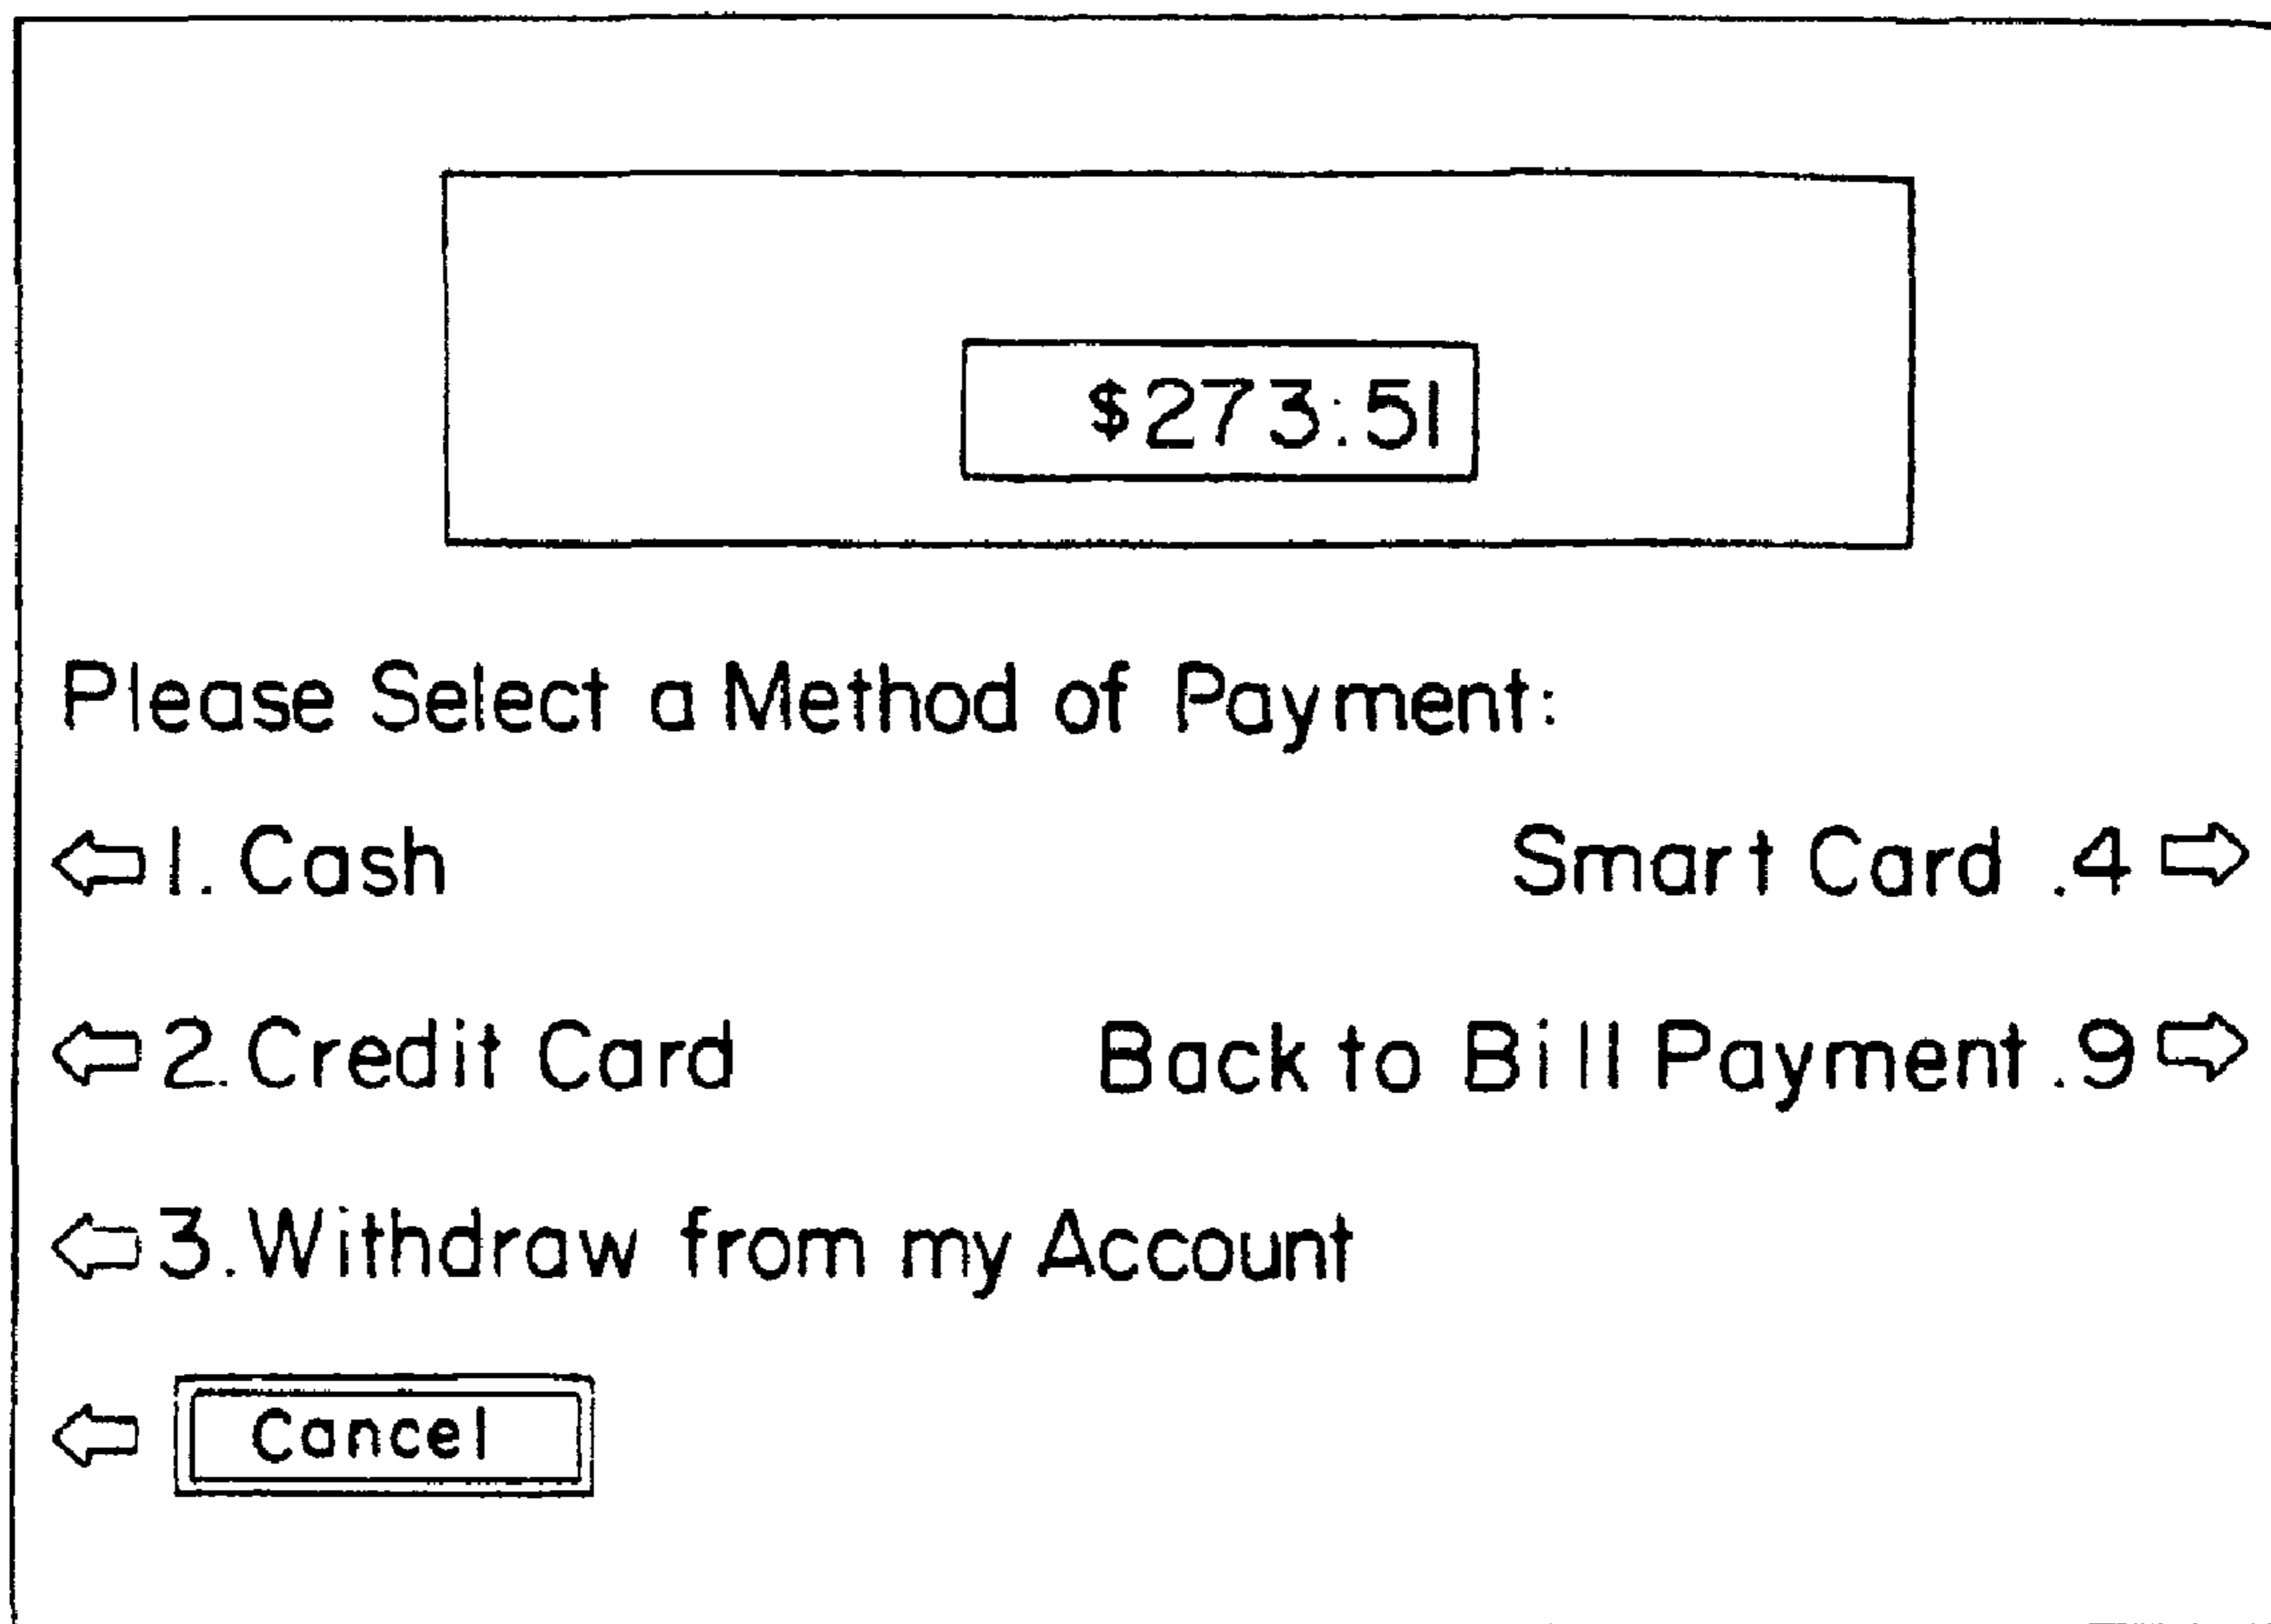 $273:51
Please Select a Method of Payment:
1. Cash
Smart Card .4
2. Credit Card
Back to Bill Payment .9
3. Withdraw from my Account
Cancel